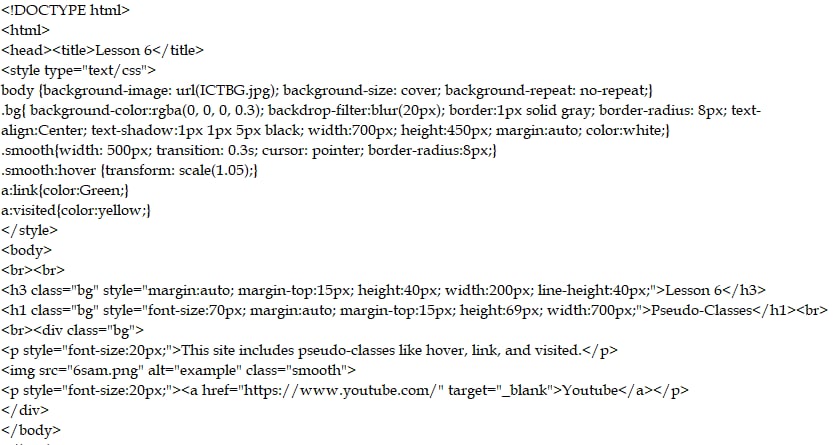 <!DOCTYPE html>
<html>
<head><title>Lesson 6</title>
<style type="text/css">
body {background-image: url(ICTBG.jpg); background-size: cover; background-repeat: no-repeat;}
.bg{ background-color:rgba(0, 0, 0, 0.3); backdrop-filter:blur(20px); border:1px solid gray; border-radius: 8px; text-
align:Center; text-shadow:1px 1px 5px black; width:700px; height:450px; margin:auto; color:white;}
.smooth{width: 500px; transition: 0.3s; cursor: pointer; border-radius:8px;}
.smooth:hover {transform: scale(1.05);}
a:link{color:Green;}
a:visited{color:yellow;}
</style>
<body>
<br><br>
<h3 class="bg" style="margin:auto; margin-top:15px; height:40px; width:200px; line-height:40px;">Lesson 6</h3>
<h1 class="bg" style="font-size:70px; margin:auto; margin-top:15px; height:69px; width:700px;">Pseudo-Classes</h1><br>
<br><div class="bg">
<p style="font-size:20px;">This site includes pseudo-classes like hover, link, and visited.</p>
<img src="6sam.png" alt="example" class="smooth">
<p style="font-size:20px;"><a href="https://www.youtube.com/" target="_blank">Youtube</a></p>
</div>
</body>